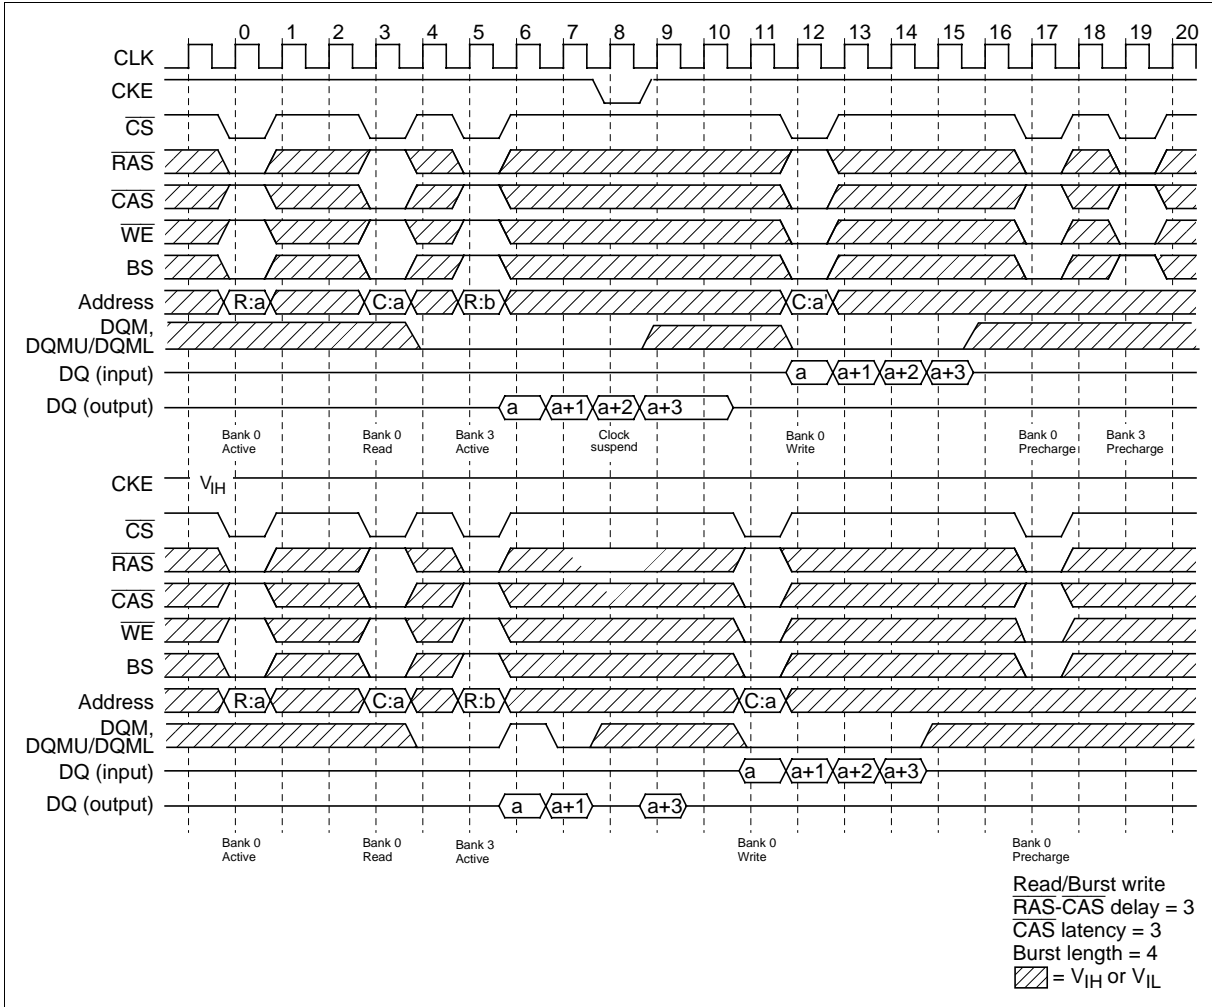 0 1 2 3 4 5 6 7 8 9 10 11 12 13 14 15 16 17 18 19 20
CLK
CKE
CS
RAS
CAS
WE
BS
Address R:a C:a R:b C:a'
DQM,
DQMU/DQML
DQ (input) a a+1 a+2 a+3
DQ (output) a a+1 a+2 a+3
Bank 0 Bank 0 Bank 3 Clock Bank 0 Bank 0 Bank 3
Active Read Active suspend Write Precharge Precharge
CKE VIH
CS
RAS
CAS
WE
BS
Address R:a C:a R:b C:a
DQM,
DQMU/DQML
DQ (input) a a+1 a+2 a+3
DQ (output) a a+1 a+3
Bank 0 Bank 0 Bank 3 Bank 0 Bank 0
Active Read Active Write Precharge
Read/Burst write
RAS-CAS delay = 3
CAS latency = 3
Burst length = 4
= VIH or VIL